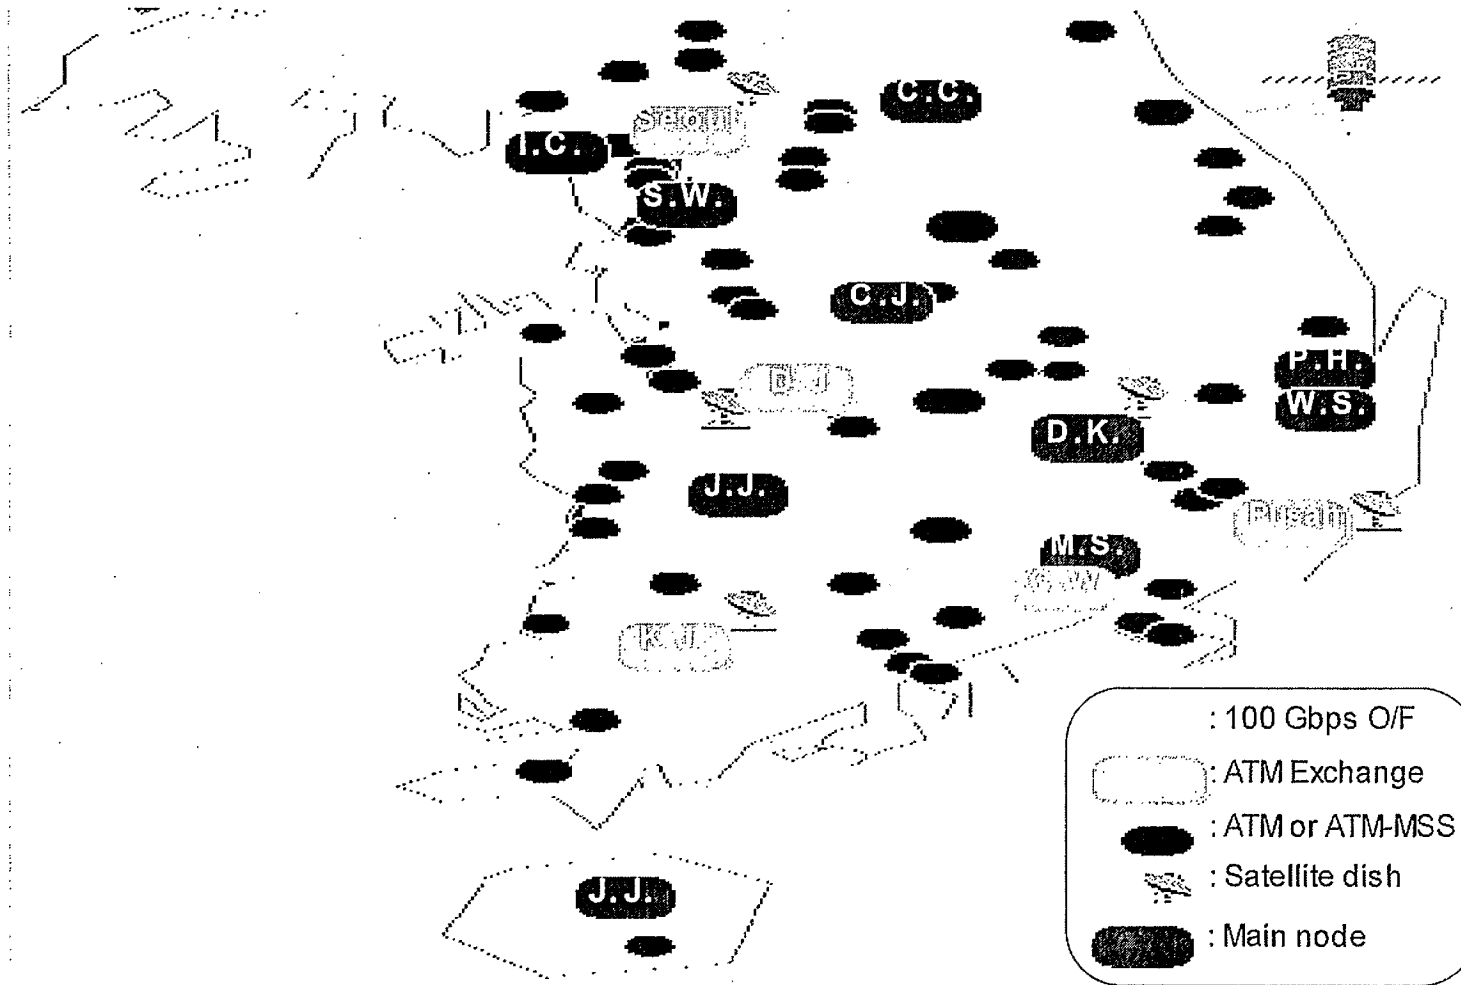 C.C.
Seoul
I.C.
S.W.
C.J.
P.H.
D.J.
W.S.
D.K.
J.J.
Pusan
M.S.
K.J.
J.J.
: 100 Gbps O/F
: ATM Exchange
: ATM or ATM-MSS
: Satellite dish
: Main node